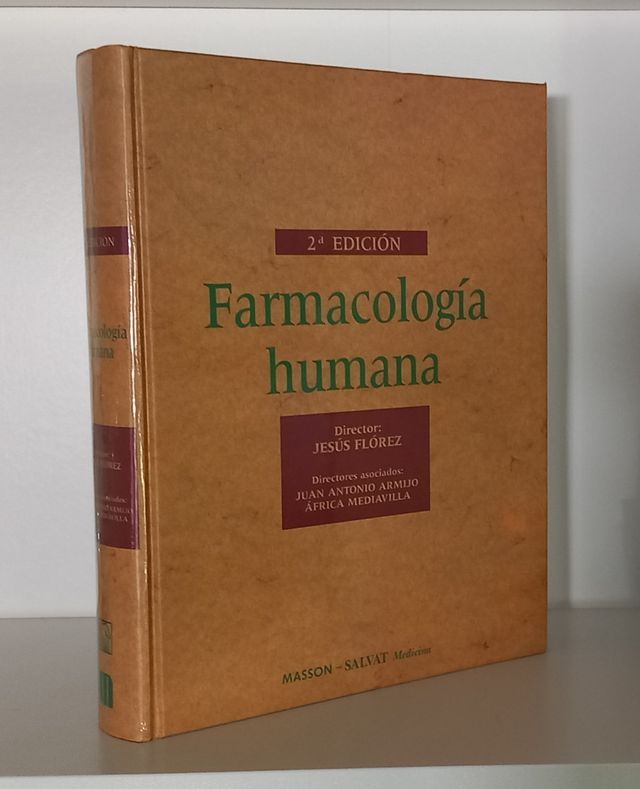 2ª EDICIÓN
Farmacología
humana
Director:
JESÚS FLÓREZ
Directores asociados:
JUAN ANTONIO ARMIJO
ÁFRICA MEDIAVILLA
MASSON – SALVAT Medicina